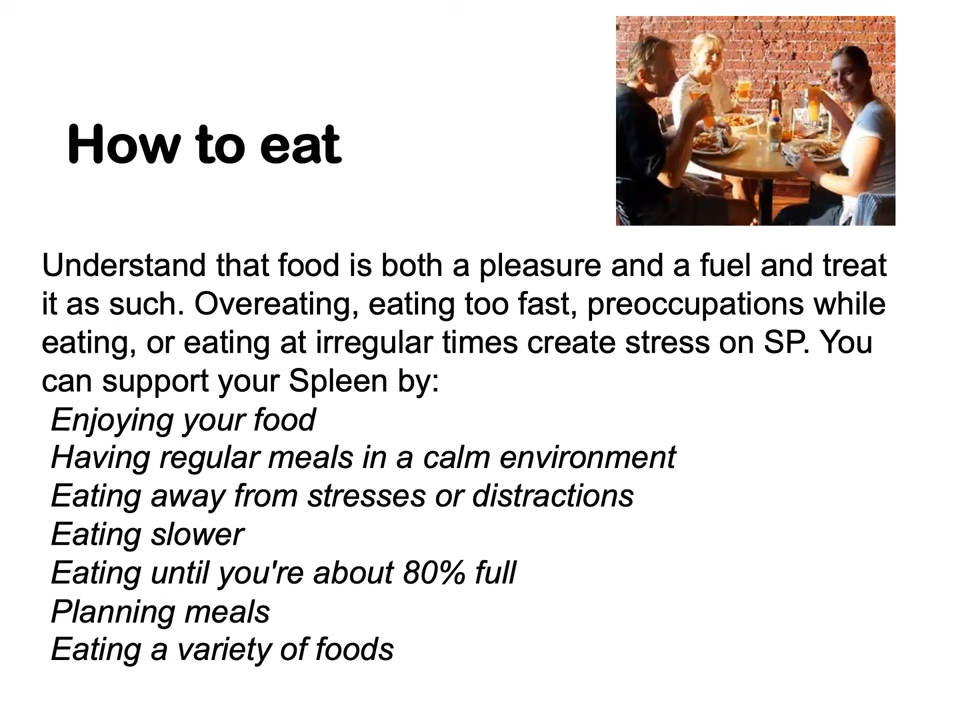 How to eat
Understand that food is both a pleasure and a fuel and treat
it as such. Overeating, eating too fast, preoccupations while
eating, or eating at irregular times create stress on SP. You
can support your Spleen by:
Enjoying your food
Having regular meals in a calm environment
Eating away from stresses or distractions
Eating slower
Eating until you're about 80% full
Planning meals
Eating a variety of foods